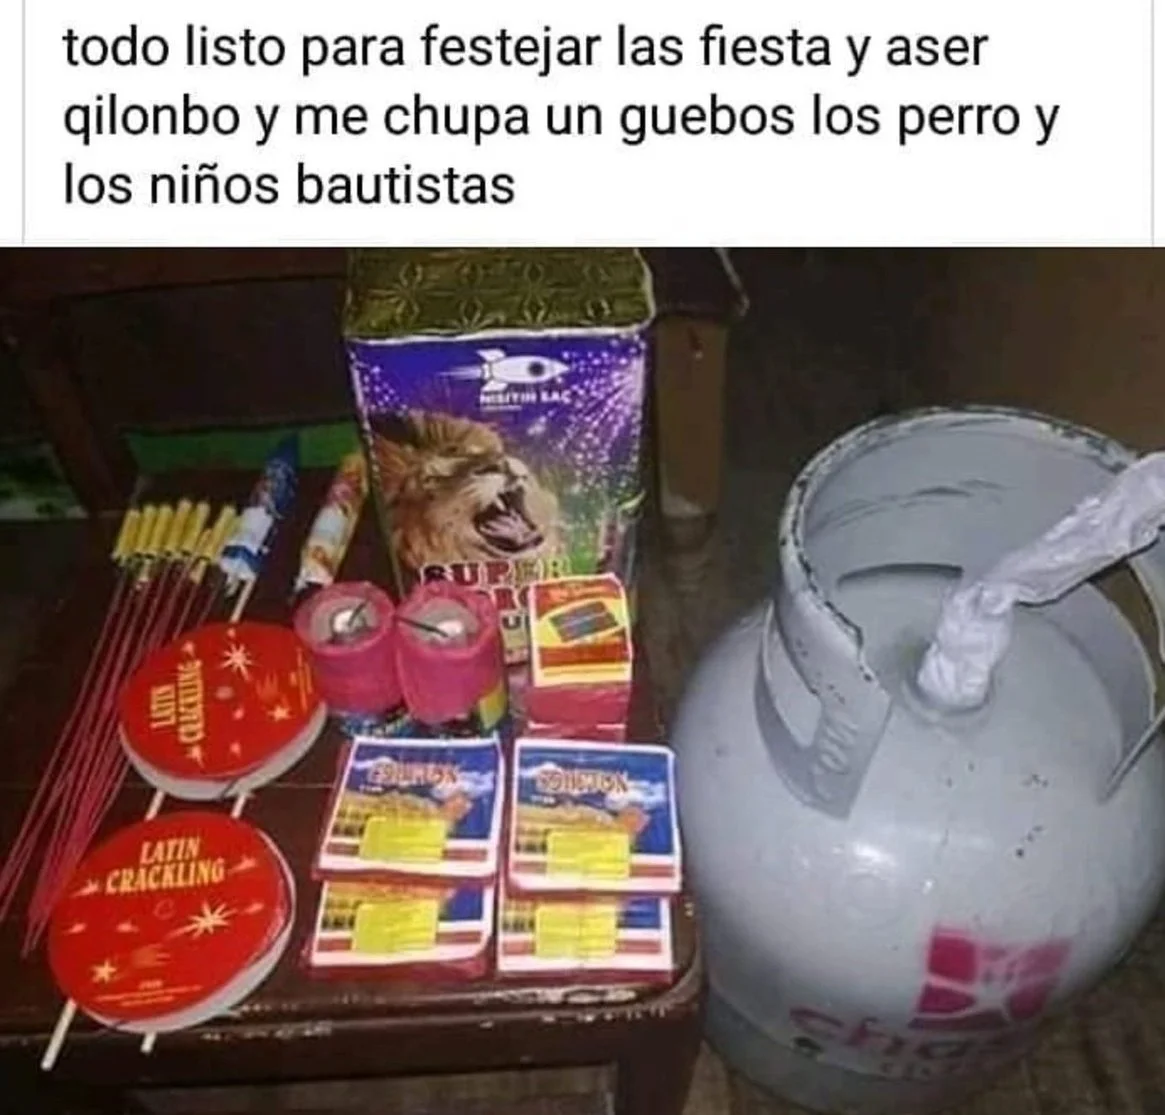 todo listo para festejar las fiesta y aser
qilonbo y me chupa un guebos los perro y
los niños bautistas
SUPER
LATIN
CRACKLING
LATIN
CRACKLING